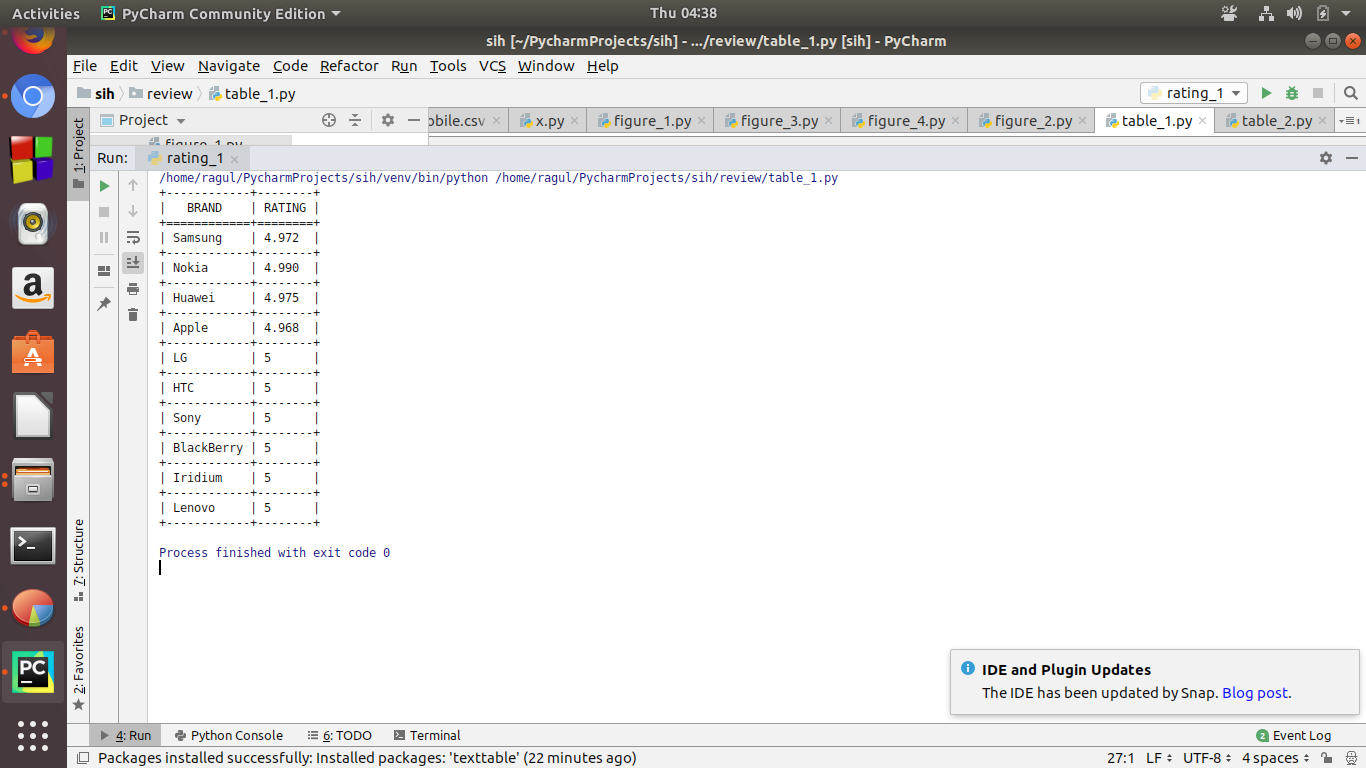 Activities PyCharm Community Edition Thu 04:38
sih [~/PycharmProjects/sih] - .../review/table_1.py [sih] - PyCharm
File Edit View Navigate Code Refactor Run Tools VCS Window Help
sih review table_1.py rating_1
Project obile.csv x.py figure_1.py figure_3.py figure_4.py figure_2.py table_1.py table_2.py
1: Project
figure_1.py
Run: rating_1
/home/ragul/PycharmProjects/sih/venv/bin/python /home/ragul/PycharmProjects/sih/review/table_1.py
+------------+--------+
|   BRAND    | RATING |
+============+========+
| Samsung    | 4.972  |
+------------+--------+
| Nokia      | 4.990  |
+------------+--------+
| Huawei     | 4.975  |
+------------+--------+
| Apple      | 4.968  |
+------------+--------+
| LG         | 5      |
+------------+--------+
| HTC        | 5      |
+------------+--------+
| Sony       | 5      |
+------------+--------+
| BlackBerry | 5      |
+------------+--------+
| Iridium    | 5      |
+------------+--------+
| Lenovo     | 5      |
+------------+--------+
Process finished with exit code 0
7: Structure
2: Favorites
PC
IDE and Plugin Updates
The IDE has been updated by Snap. Blog post.
4: Run Python Console 6: TODO Terminal 2 Event Log
Packages installed successfully: Installed packages: 'texttable' (22 minutes ago) 27:1 LF UTF-8 4 spaces